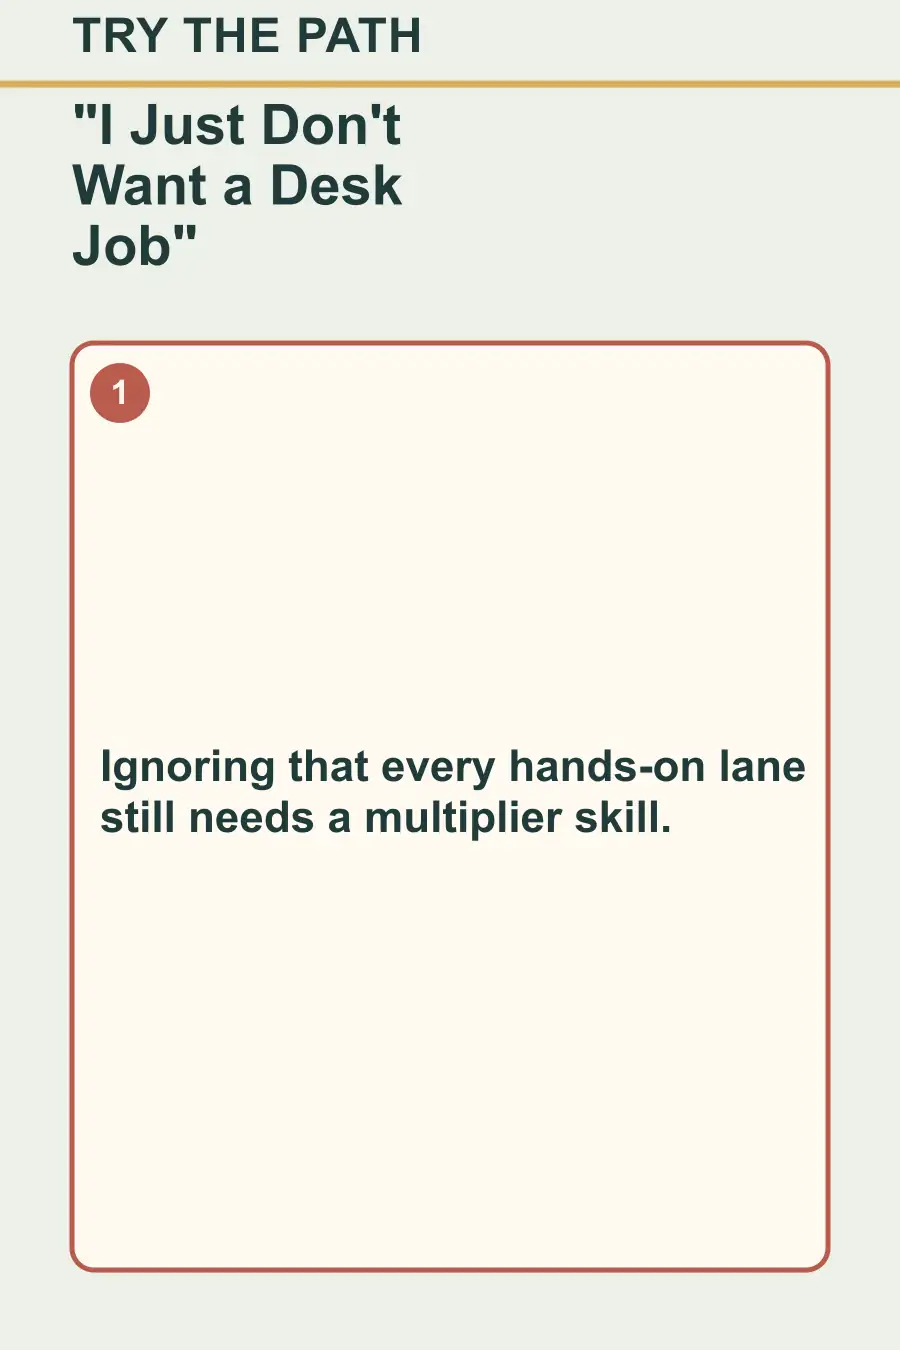 TRY THE PATH
"I Just Don't
Want a Desk
Job"
1
Ignoring that every hands-on lane
still needs a multiplier skill.